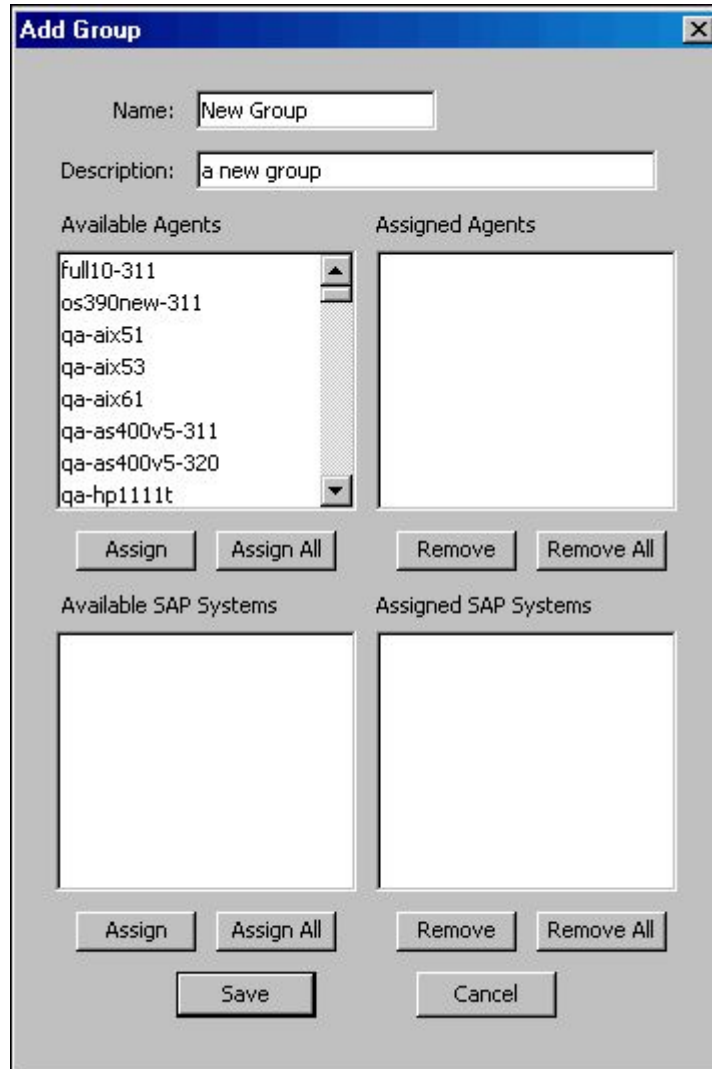 Add Group
Name: New Group
Description: a new group
Available Agents
full10-311
os390new-311
qa-aix51
qa-aix53
qa-aix61
qa-as400v5-311
qa-as400v5-320
qa-hp1111t
Assign Assign All
Assigned Agents
Remove Remove All
Available SAP Systems
Assign Assign All
Assigned SAP Systems
Remove Remove All
Save Cancel